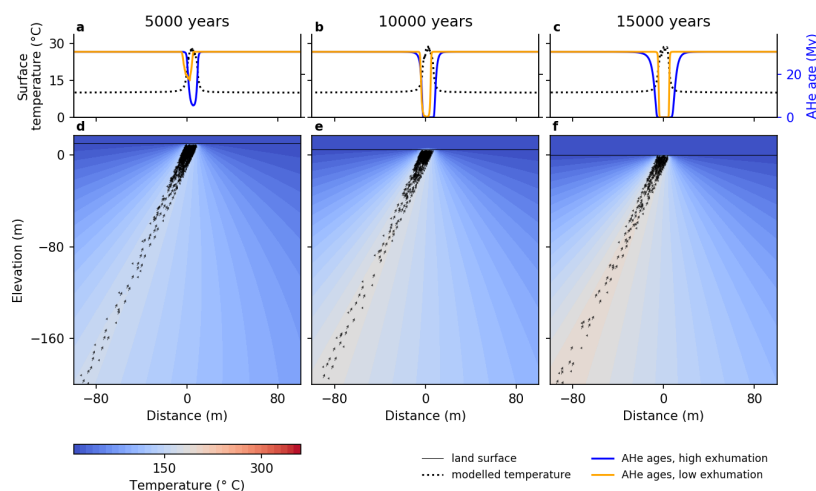 5000 years
10000 years
15000 years
a
b
c
30
15
0
Surface
temperature (°C)
20
0
AHe age (My)
d
e
f
0
−80
−160
Elevation (m)
−80
0
80
−80
0
80
−80
0
80
Distance (m)
Distance (m)
Distance (m)
150
300
Temperature (° C)
land surface
modelled temperature
AHe ages, high exhumation
AHe ages, low exhumation